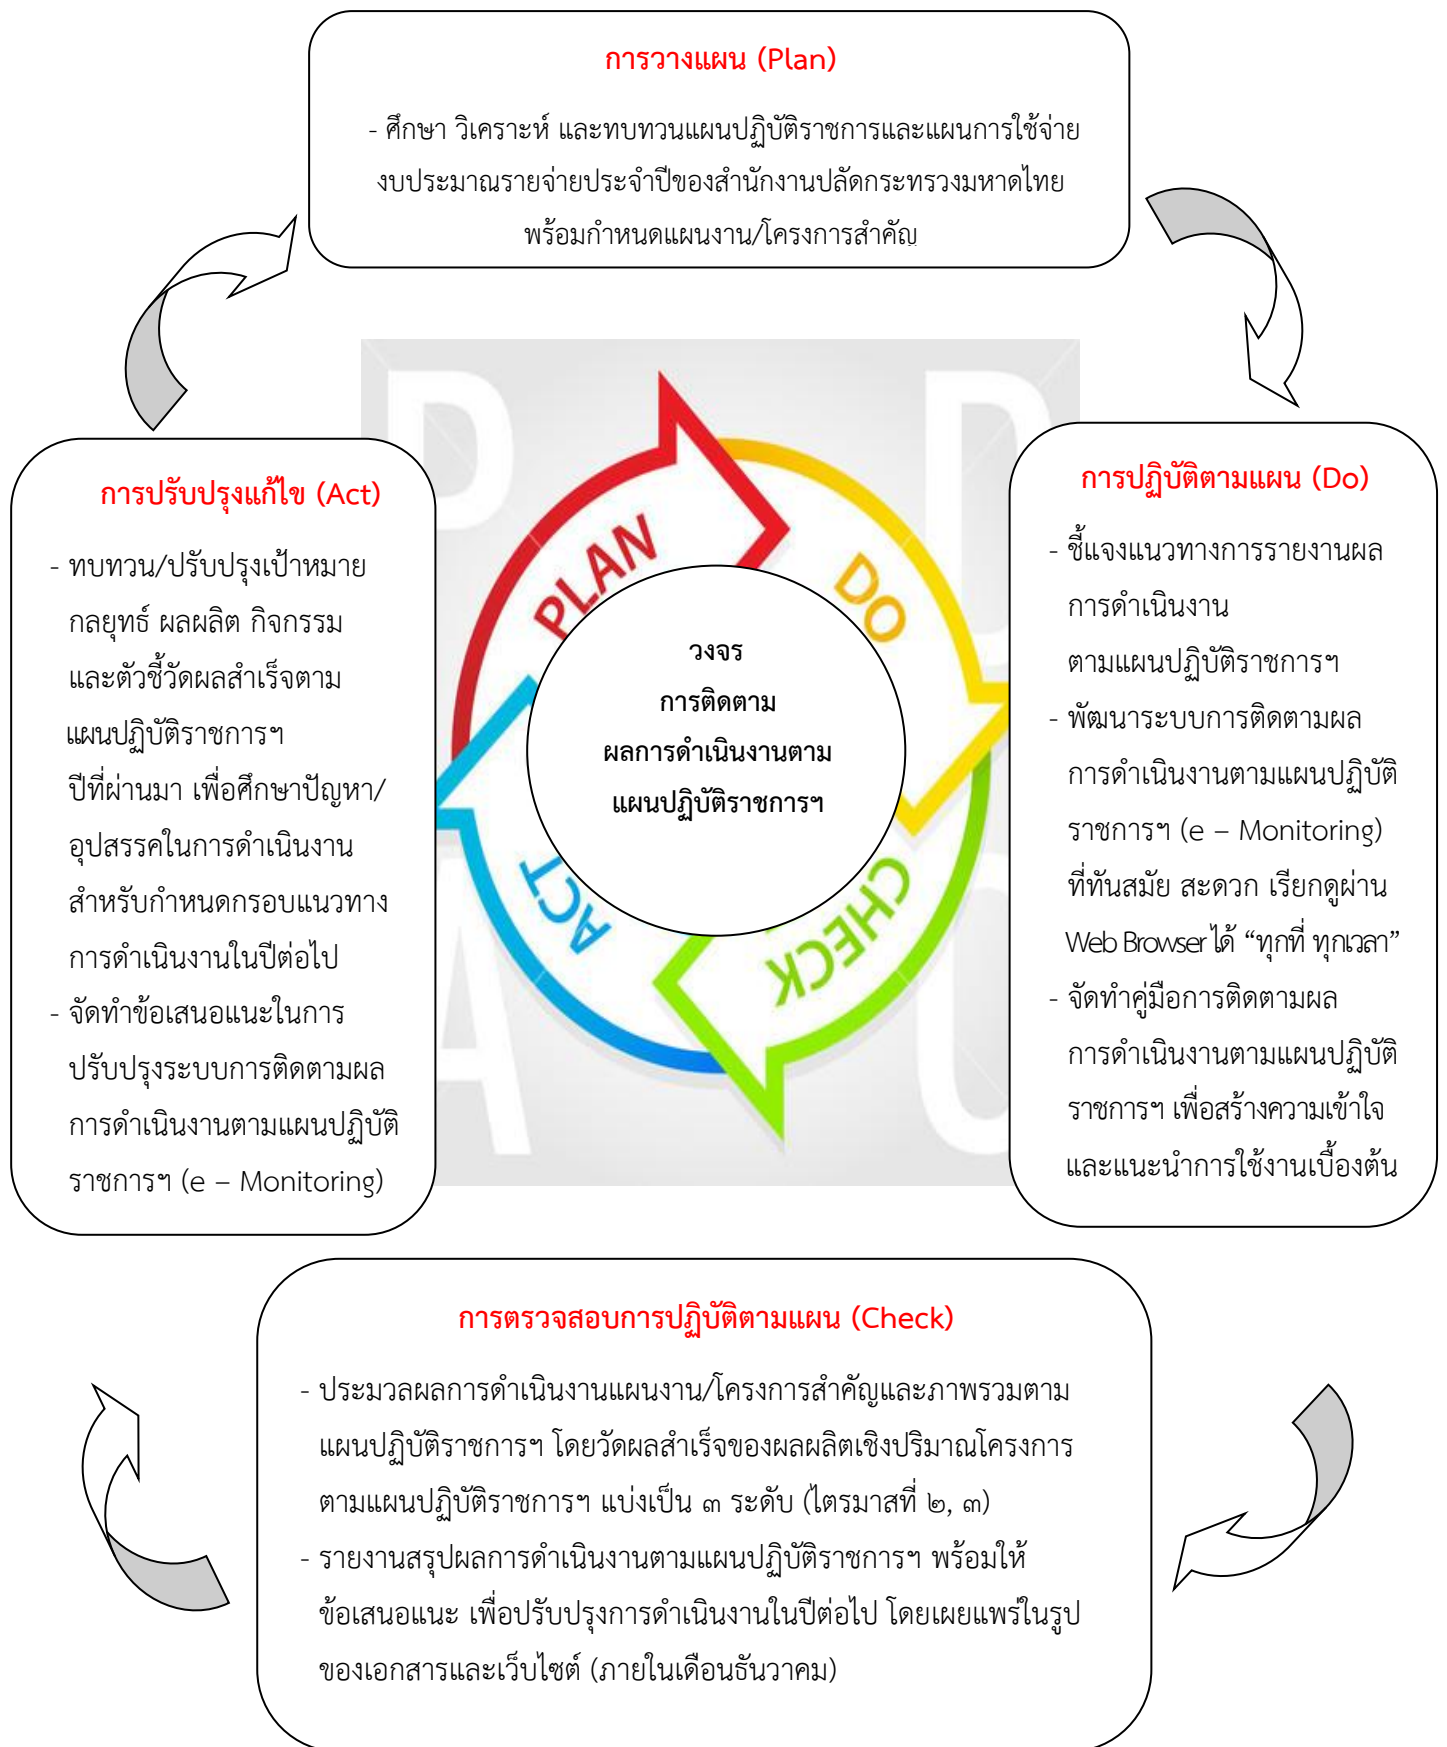 การวางแผน (Plan)
- ศึกษา วิเคราะห์ และทบทวนแผนปฏิบัติราชการและแผนการใช้จ่าย
งบประมาณรายจ่ายประจำปีของสำนักงานปลัดกระทรวงมหาดไทย
พร้อมกำหนดแผนงาน/โครงการสำคัญ
P D
A C
PLAN
DO
CHECK
ACT
วงจร
การติดตาม
ผลการดำเนินงานตาม
แผนปฏิบัติราชการฯ
การปรับปรุงแก้ไข (Act)
- ทบทวน/ปรับปรุงเป้าหมาย
กลยุทธ์ ผลผลิต กิจกรรม
และตัวชี้วัดผลสำเร็จตาม
แผนปฏิบัติราชการฯ
ปีที่ผ่านมา เพื่อศึกษาปัญหา/
อุปสรรคในการดำเนินงาน
สำหรับกำหนดกรอบแนวทาง
การดำเนินงานในปีต่อไป
- จัดทำข้อเสนอแนะในการ
ปรับปรุงระบบการติดตามผล
การดำเนินงานตามแผนปฏิบัติ
ราชการฯ (e – Monitoring)
การปฏิบัติตามแผน (Do)
- ชี้แจงแนวทางการรายงานผล
การดำเนินงาน
ตามแผนปฏิบัติราชการฯ
- พัฒนาระบบการติดตามผล
การดำเนินงานตามแผนปฏิบัติ
ราชการฯ (e – Monitoring)
ที่ทันสมัย สะดวก เรียกดูผ่าน
Web Browser ได้ “ทุกที่ ทุกเวลา”
- จัดทำคู่มือการติดตามผล
การดำเนินงานตามแผนปฏิบัติ
ราชการฯ เพื่อสร้างความเข้าใจ
และแนะนำการใช้งานเบื้องต้น
การตรวจสอบการปฏิบัติตามแผน (Check)
- ประมวลผลการดำเนินงานแผนงาน/โครงการสำคัญและภาพรวมตาม
แผนปฏิบัติราชการฯ โดยวัดผลสำเร็จของผลผลิตเชิงปริมาณโครงการ
ตามแผนปฏิบัติราชการฯ แบ่งเป็น ๓ ระดับ (ไตรมาสที่ ๒, ๓)
- รายงานสรุปผลการดำเนินงานตามแผนปฏิบัติราชการฯ พร้อมให้
ข้อเสนอแนะ เพื่อปรับปรุงการดำเนินงานในปีต่อไป โดยเผยแพร่ในรูป
ของเอกสารและเว็บไซต์ (ภายในเดือนธันวาคม)